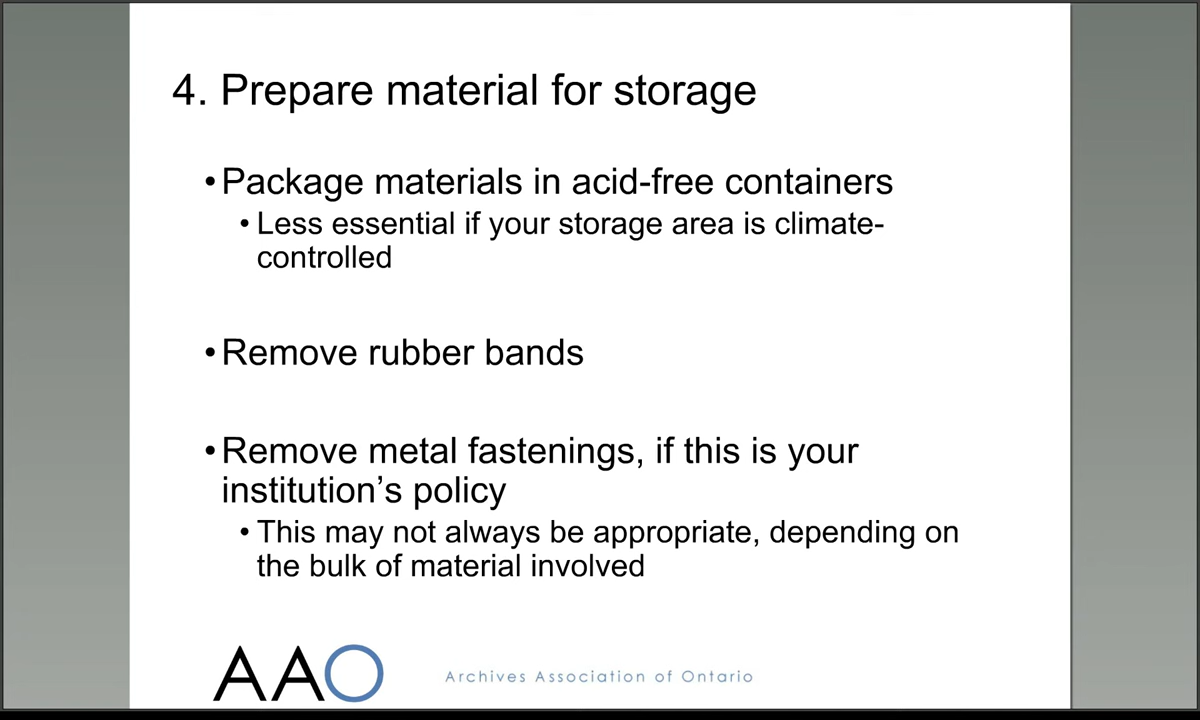 4. Prepare material for storage
•Package materials in acid-free containers
•Less essential if your storage area is climate-
controlled
•Remove rubber bands
•Remove metal fastenings, if this is your
institution’s policy
•This may not always be appropriate, depending on
the bulk of material involved
AAO Archives Association of Ontario